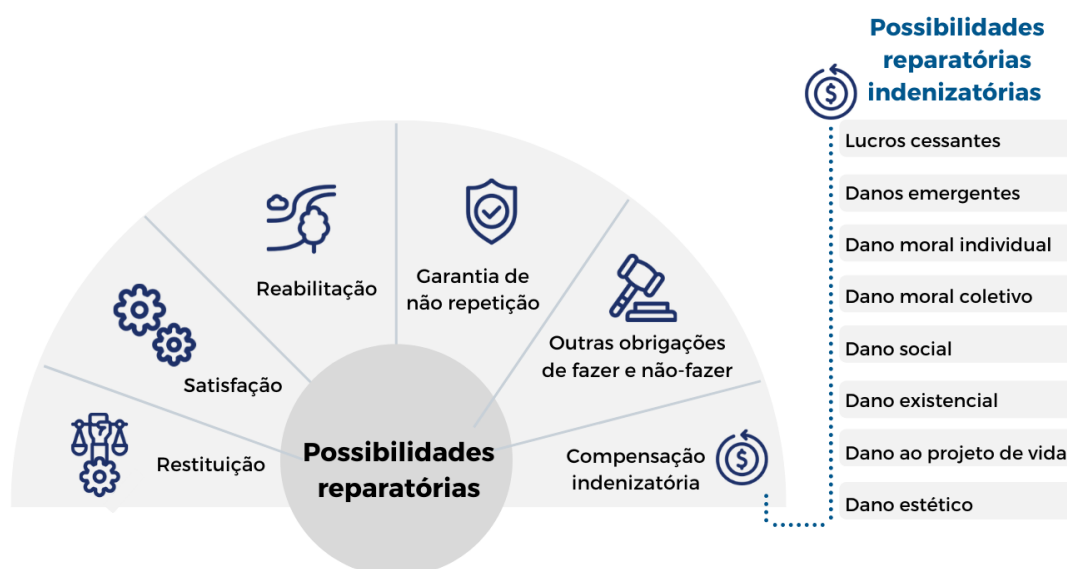 Possibilidades
reparatórias
indenizatórias
Lucros cessantes
Danos emergentes
Dano moral individual
Dano moral coletivo
Dano social
Dano existencial
Dano ao projeto de vida
Dano estético
Restituição
Satisfação
Reabilitação
Garantia de
não repetição
Outras obrigações
de fazer e não-fazer
Compensação
indenizatória
Possibilidades
reparatórias